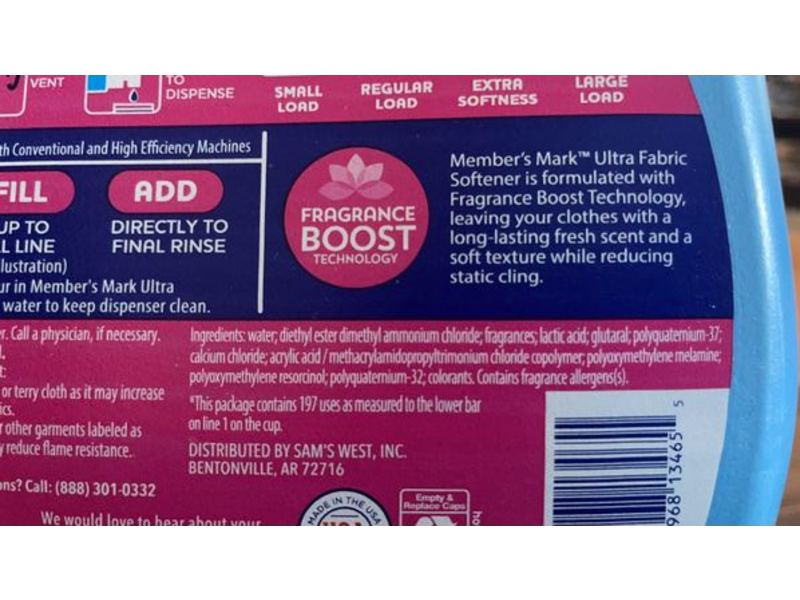 VENT
TO
DISPENSE
SMALL
LOAD
REGULAR
LOAD
EXTRA
SOFTNESS
LARGE
LOAD
th Conventional and High Efficiency Machines
FILL
ADD
UP TO
L LINE
lustration)
DIRECTLY TO
FINAL RINSE
ur in Member's Mark Ultra
water to keep dispenser clean.
FRAGRANCE
BOOST
TECHNOLOGY
Member's Mark™ Ultra Fabric
Softener is formulated with
Fragrance Boost Technology,
leaving your clothes with a
long-lasting fresh scent and a
soft texture while reducing
static cling.
r. Call a physician, if necessary.
t:
or terry cloth as it may increase
ics.
r other garments labeled as
y reduce flame resistance.
ons? Call: (888) 301-0332
We would love to hear about your
Ingredients: water; diethyl ester dimethyl ammonium chloride; fragrances; lactic acid; glutaral; polyquaternium-37;
calcium chloride; acrylic acid / methacrylamidopropyltrimonium chloride copolymer; polyoxymethylene melamine;
polyoxymethylene resorcinol; polyquaternium-32; colorants. Contains fragrance allergens(s).
*This package contains 197 uses as measured to the lower bar
on line 1 on the cup.
DISTRIBUTED BY SAM'S WEST, INC.
BENTONVILLE, AR 72716
MADE IN THE USA
USA
Empty &
Replace Caps
968 13465 5